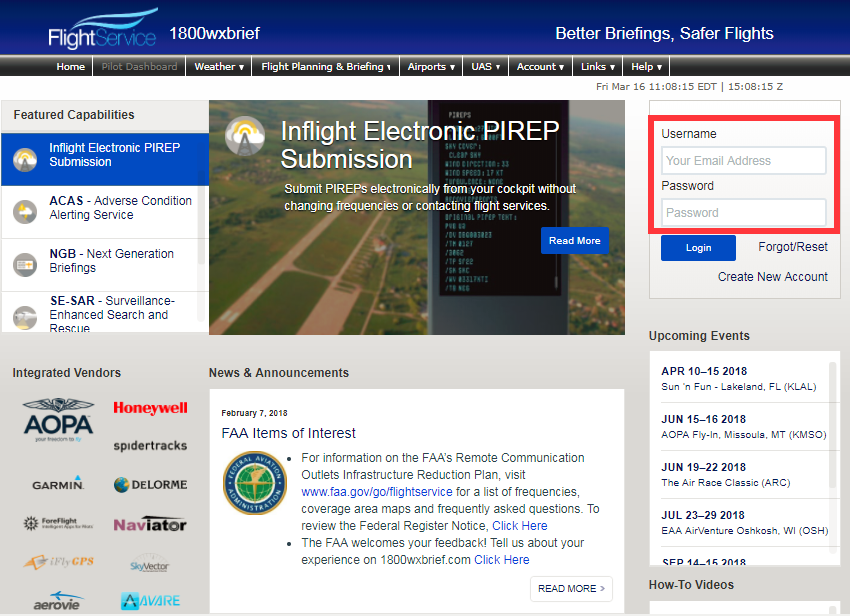 FlightService 1800wxbrief
Better Briefings, Safer Flights
Home Pilot Dashboard Weather ▾ Flight Planning & Briefing ▾ Airports ▾ UAS ▾ Account ▾ Links ▾ Help ▾
Fri Mar 16 11:08:15 EDT | 15:08:15 Z
Featured Capabilities
Inflight Electronic PIREP
Submission
ACAS - Adverse Condition
Alerting Service
NGB - Next Generation
Briefings
SE-SAR - Surveillance-
Enhanced Search and
Rescue
Inflight Electronic PIREP
Submission
Submit PIREPs electronically from your cockpit without
changing frequencies or contacting flight services.
Read More
PIREPS
SKY COVER:
CLEAR SKY
WIND DIRECTION: 33
WIND SPEED: 17 KT
TURBULENCE: NONE
ORIGINAL PIREP TEXT:
Username
Your Email Address
Password
Password
Login
Forgot/Reset
Create New Account
Integrated Vendors
AOPA
your freedom to fly
Honeywell
spidertracks
GARMIN
DELORME
ForeFlight
Intelligent Apps for Pilots
Naviator
iFly GPS
SkyVector
aerovie
AVARE
News & Announcements
February 7, 2018
FAA Items of Interest
FEDERAL AVIATION
ADMINISTRATION
• For information on the FAA's Remote Communication
Outlets Infrastructure Reduction Plan, visit
www.faa.gov/go/flightservice for a list of frequencies,
coverage area maps and frequently asked questions. To
review the Federal Register Notice, Click Here
• The FAA welcomes your feedback! Tell us about your
experience on 1800wxbrief.com Click Here
READ MORE »
Upcoming Events
APR 10–15 2018
Sun 'n Fun - Lakeland, FL (KLAL)
JUN 15–16 2018
AOPA Fly-In, Missoula, MT (KMSO)
JUN 19–22 2018
The Air Race Classic (ARC)
JUL 23–29 2018
EAA AirVenture Oshkosh, WI (OSH)
SEP 14–15 2018
How-To Videos